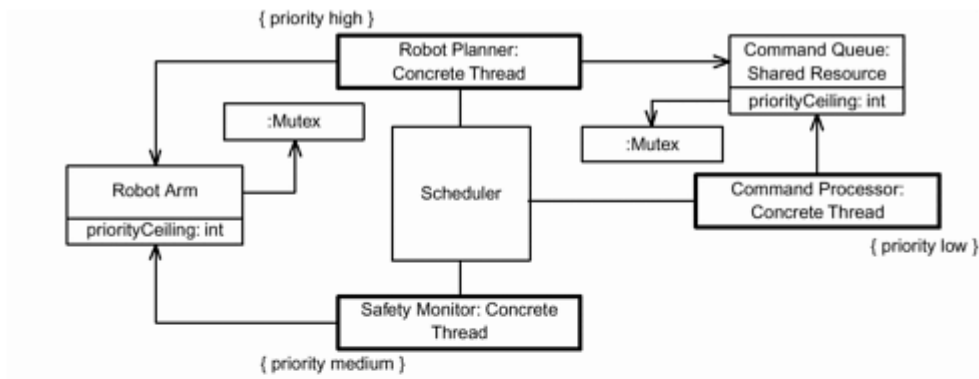 { priority high }
Robot Planner:
Concrete Thread
Command Queue:
Shared Resource
priorityCeiling: int
:Mutex
:Mutex
Robot Arm
priorityCeiling: int
Scheduler
Command Processor:
Concrete Thread
{ priority low }
Safety Monitor: Concrete
Thread
{ priority medium }